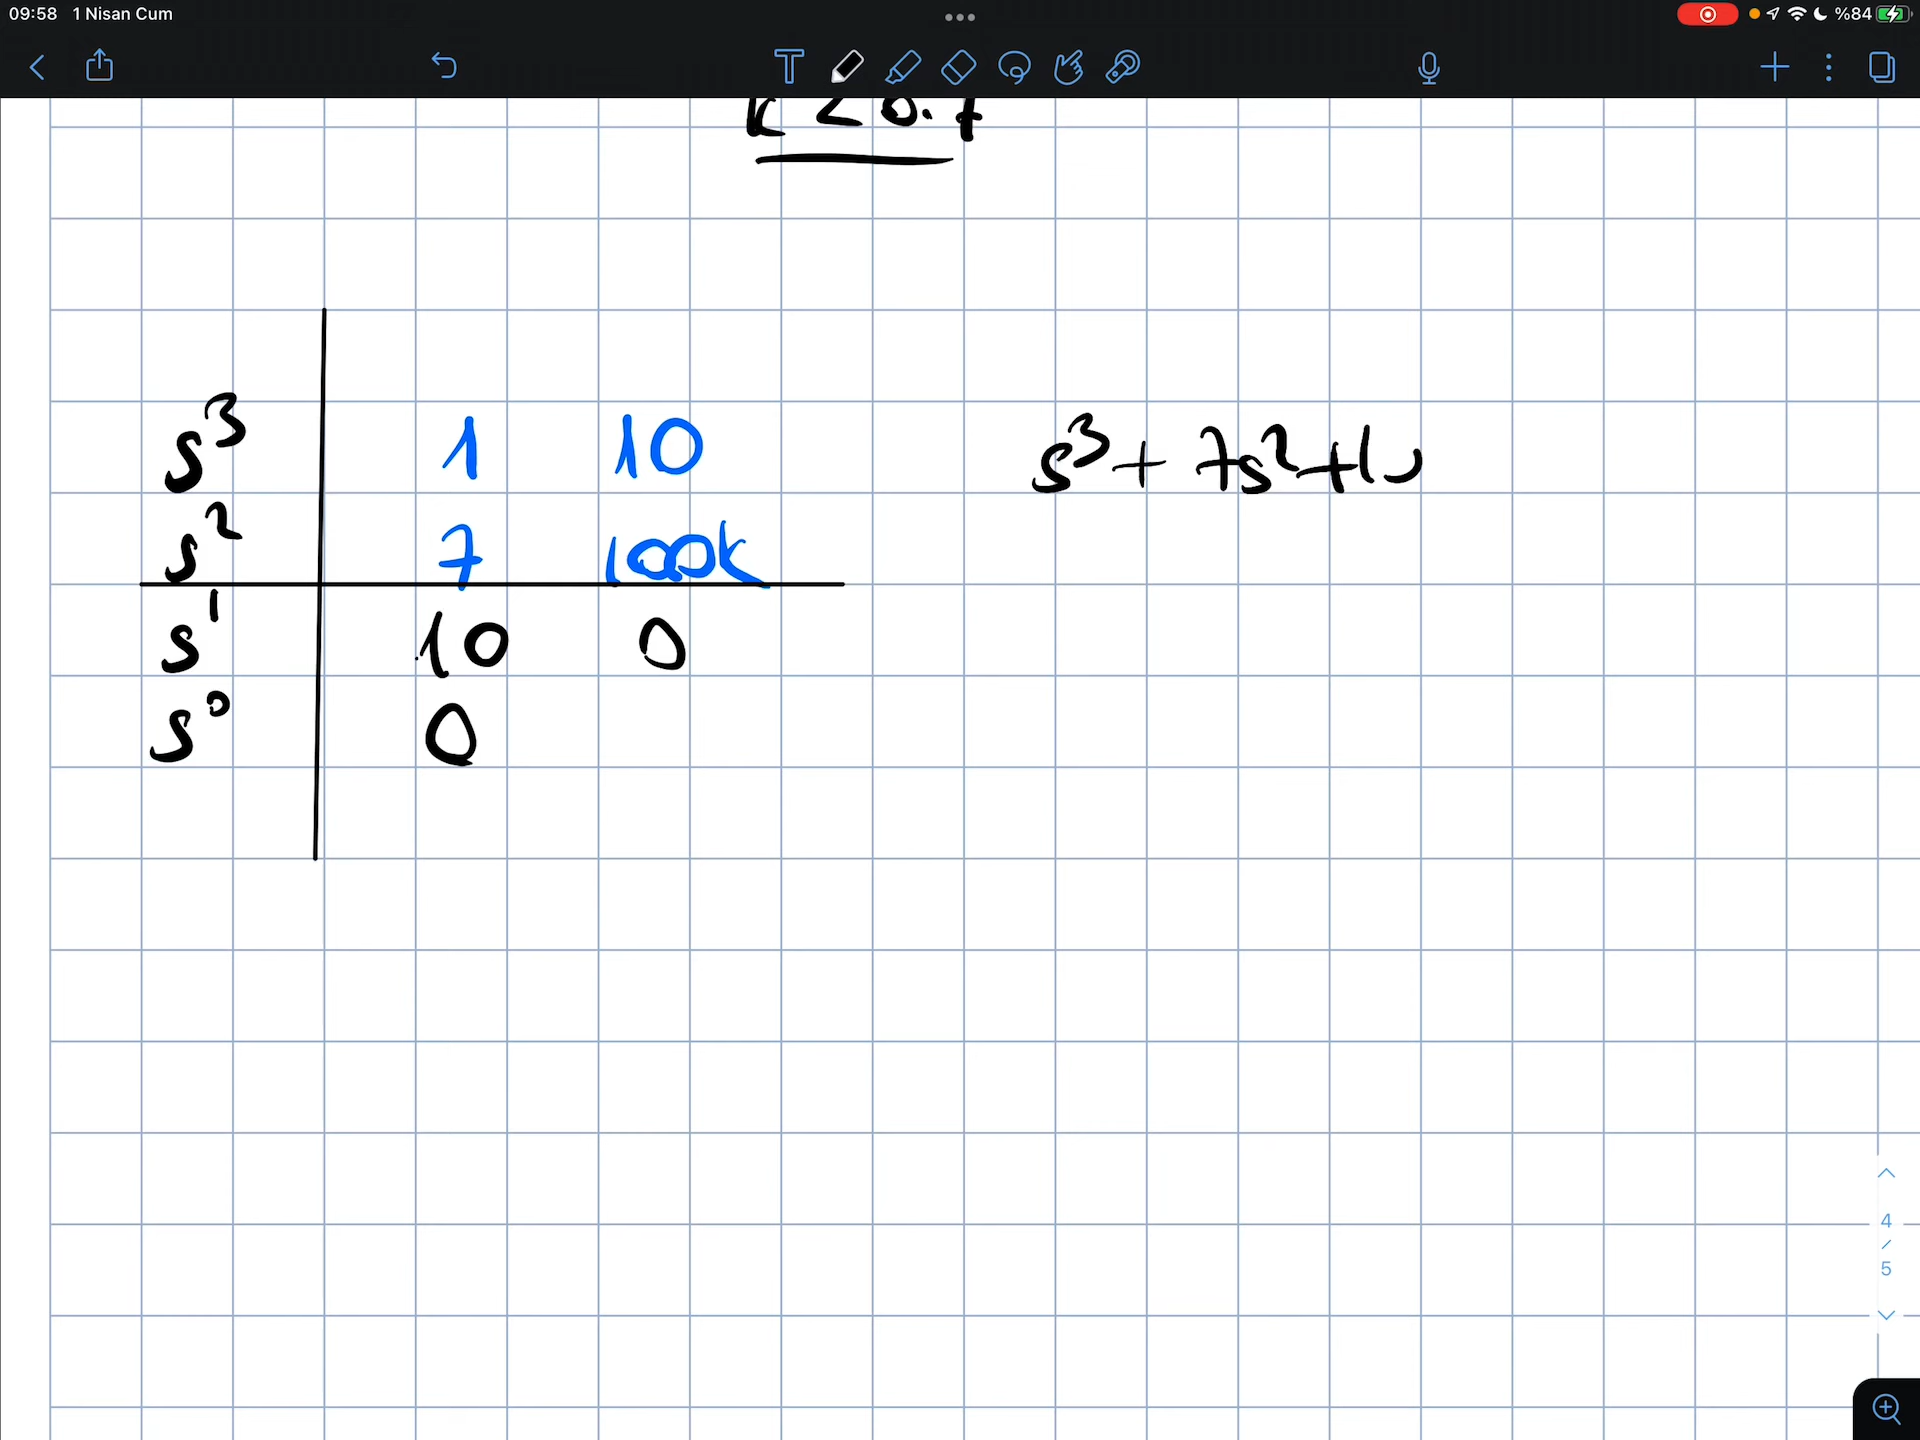 09:58 1 Nisan Cum %84
T
k < 0.7
s³ 1 10 s³ + 7s² + 10
s² 7 100k
s¹ 10 0
s⁰ 0
4
/
5